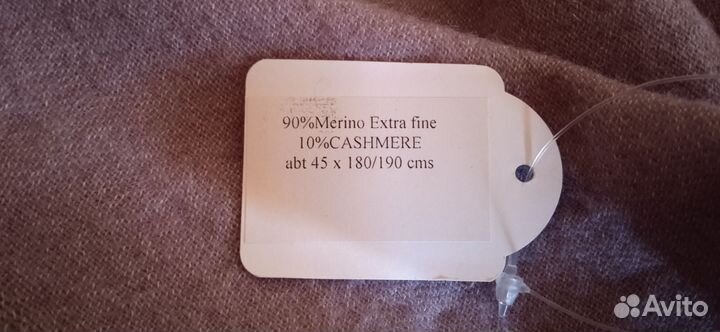 90%Merino Extra fine
10%CASHMERE
abt 45 x 180/190 cms
Avito